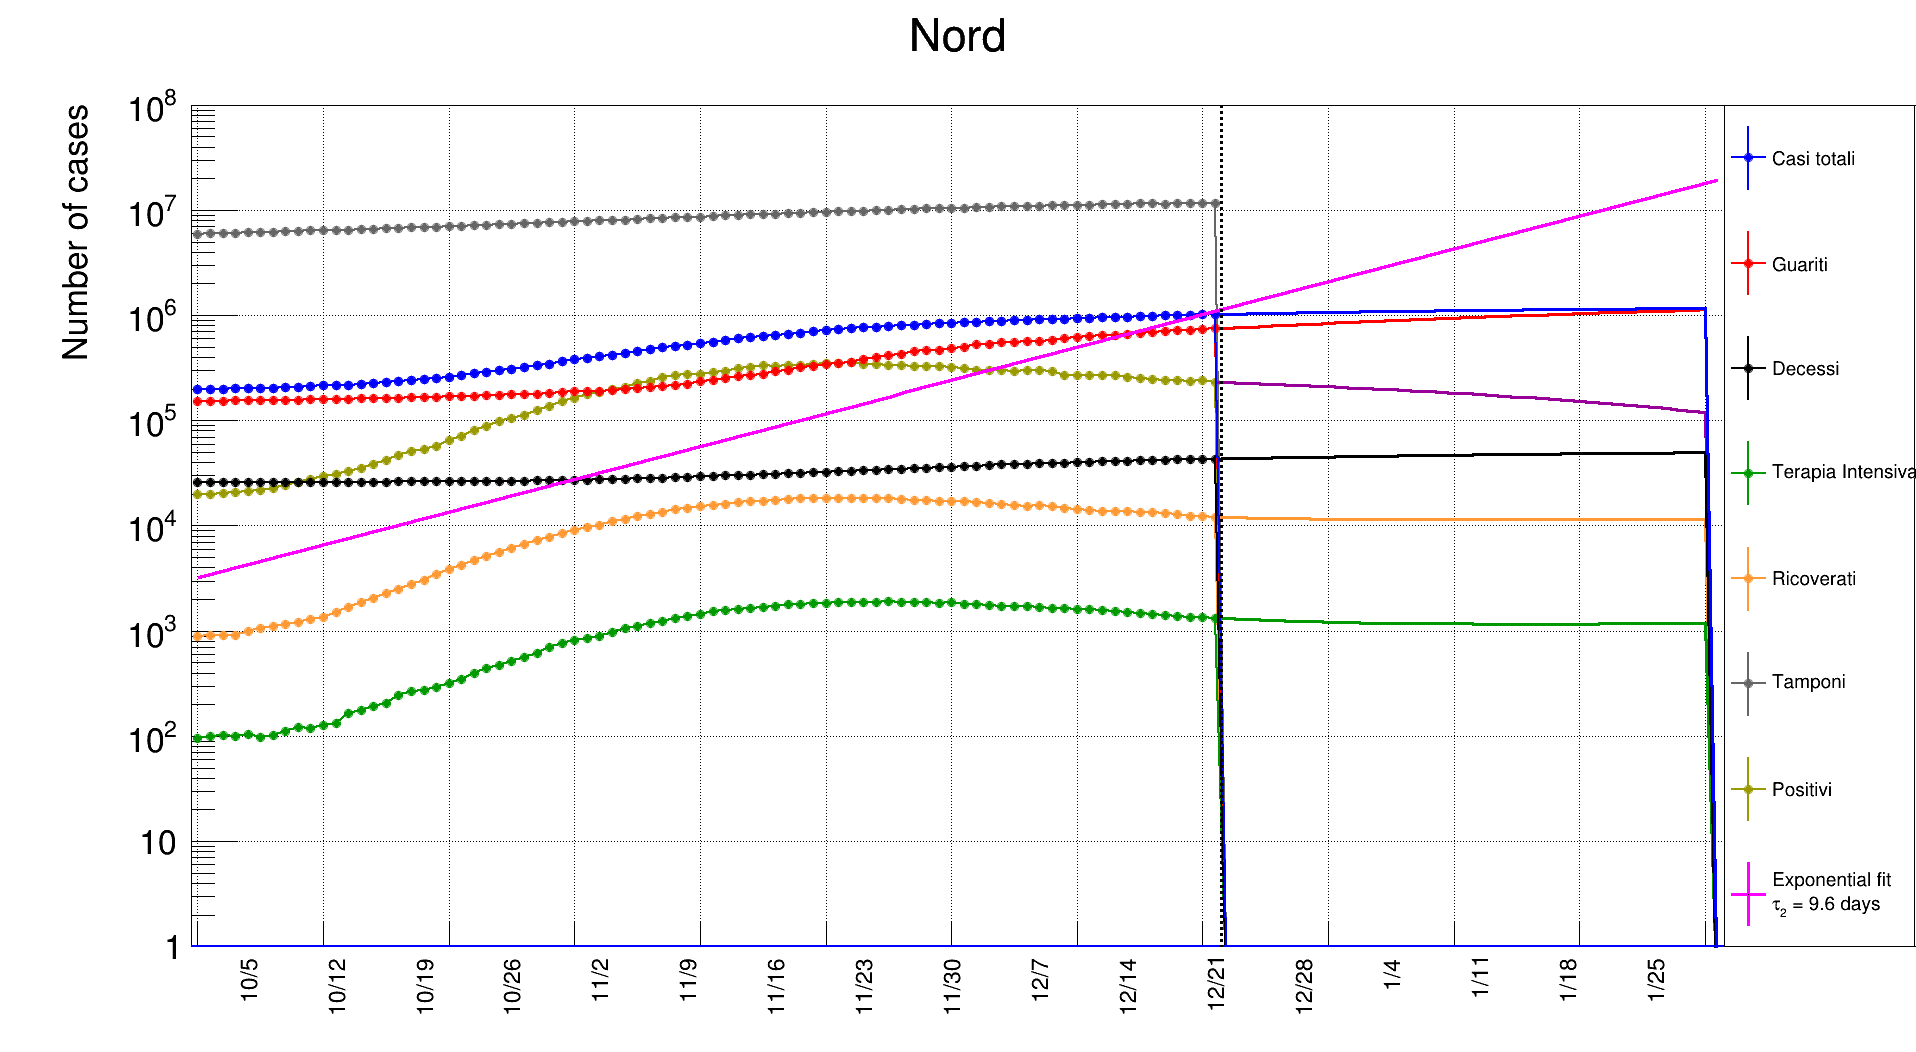 Nord
Number of cases
10^8
10^7
10^6
10^5
10^4
10^3
10^2
10
1
10/5
10/12
10/19
10/26
11/2
11/9
11/16
11/23
11/30
12/7
12/14
12/21
12/28
1/4
1/11
1/18
1/25
Casi totali
Guariti
Decessi
Terapia Intensiva
Ricoverati
Tamponi
Positivi
Exponential fit
τ₂ = 9.6 days